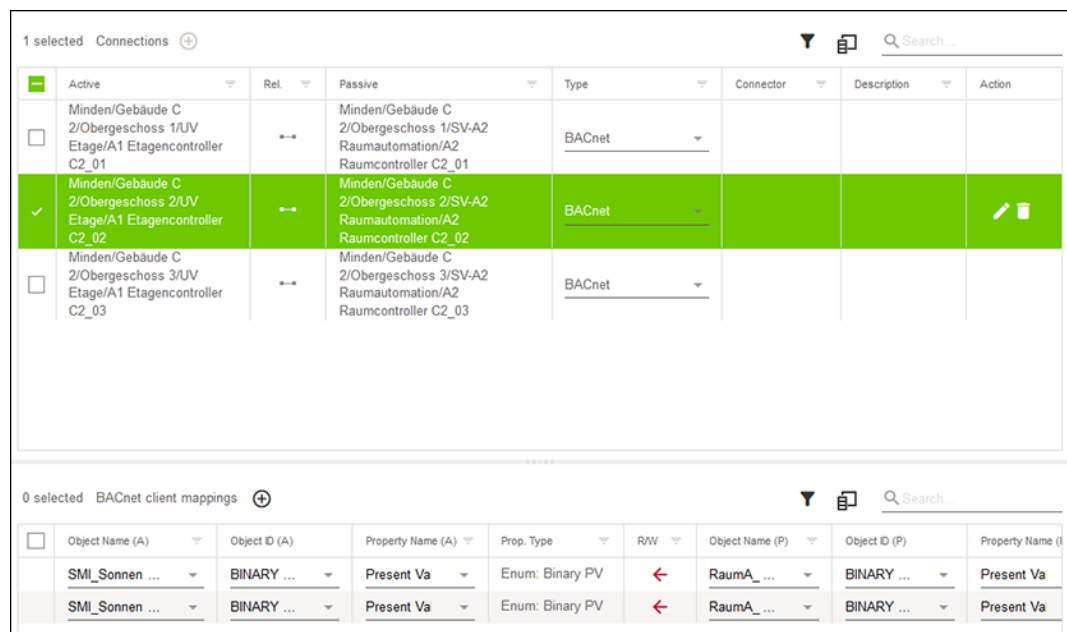 1 selected Connections
Search...
Active Rel. Passive Type Connector Description Action
Minden/Gebäude C
2/Obergeschoss 1/UV
Etage/A1 Etagencontroller
C2_01
Minden/Gebäude C
2/Obergeschoss 1/SV-A2
Raumautomation/A2
Raumcontroller C2_01
BACnet
Minden/Gebäude C
2/Obergeschoss 2/UV
Etage/A1 Etagencontroller
C2_02
Minden/Gebäude C
2/Obergeschoss 2/SV-A2
Raumautomation/A2
Raumcontroller C2_02
BACnet
Minden/Gebäude C
2/Obergeschoss 3/UV
Etage/A1 Etagencontroller
C2_03
Minden/Gebäude C
2/Obergeschoss 3/SV-A2
Raumautomation/A2
Raumcontroller C2_03
BACnet
0 selected BACnet client mappings
Search...
Object Name (A) Object ID (A) Property Name (A) Prop. Type R/W Object Name (P) Object ID (P) Property Name (
SMI_Sonnen ... BINARY ... Present Va Enum: Binary PV RaumA_ ... BINARY ... Present Va
SMI_Sonnen ... BINARY ... Present Va Enum: Binary PV RaumA_ ... BINARY ... Present Va